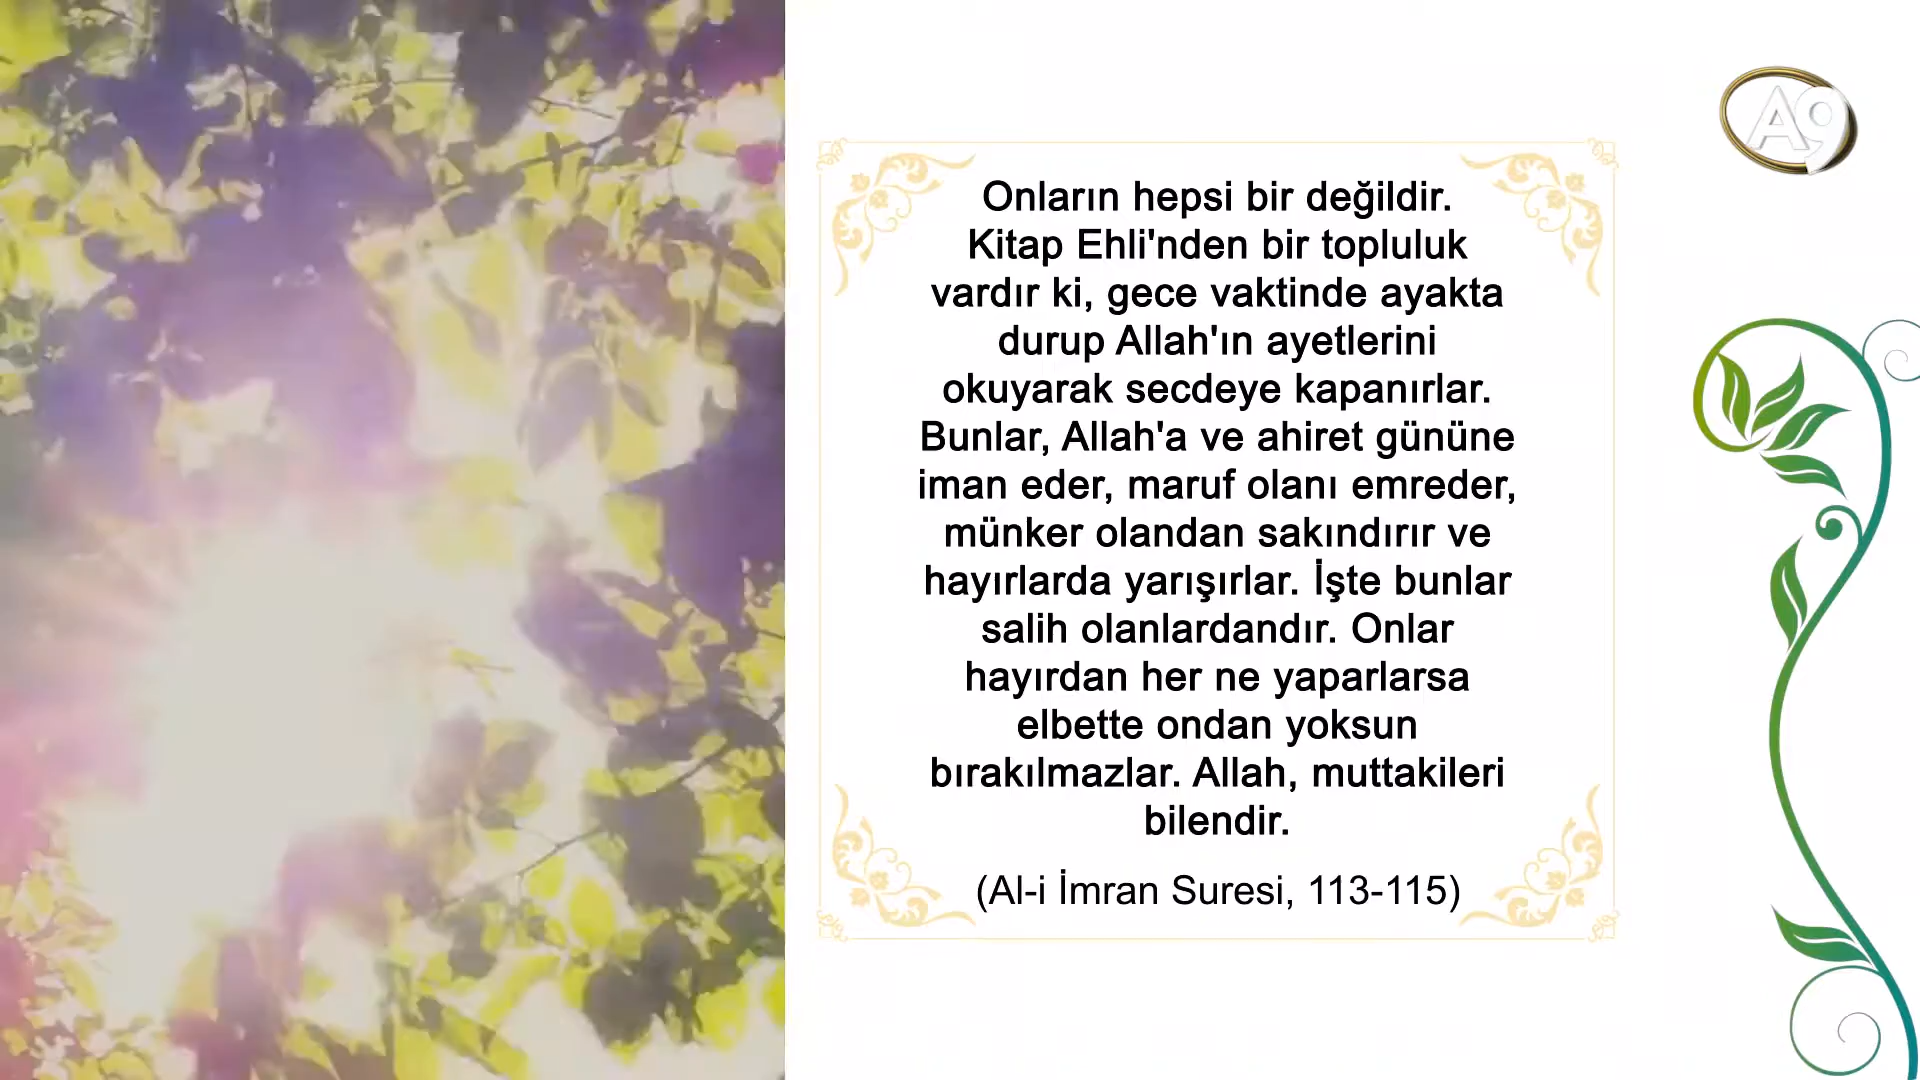 A9
Onların hepsi bir değildir.
Kitap Ehli'nden bir topluluk
vardır ki, gece vaktinde ayakta
durup Allah'ın ayetlerini
okuyarak secdeye kapanırlar.
Bunlar, Allah'a ve ahiret gününe
iman eder, maruf olanı emreder,
münker olandan sakındırır ve
hayırlarda yarışırlar. İşte bunlar
salih olanlardandır. Onlar
hayırdan her ne yaparlarsa
elbette ondan yoksun
bırakılmazlar. Allah, muttakileri
bilendir.
(Al-i İmran Suresi, 113-115)